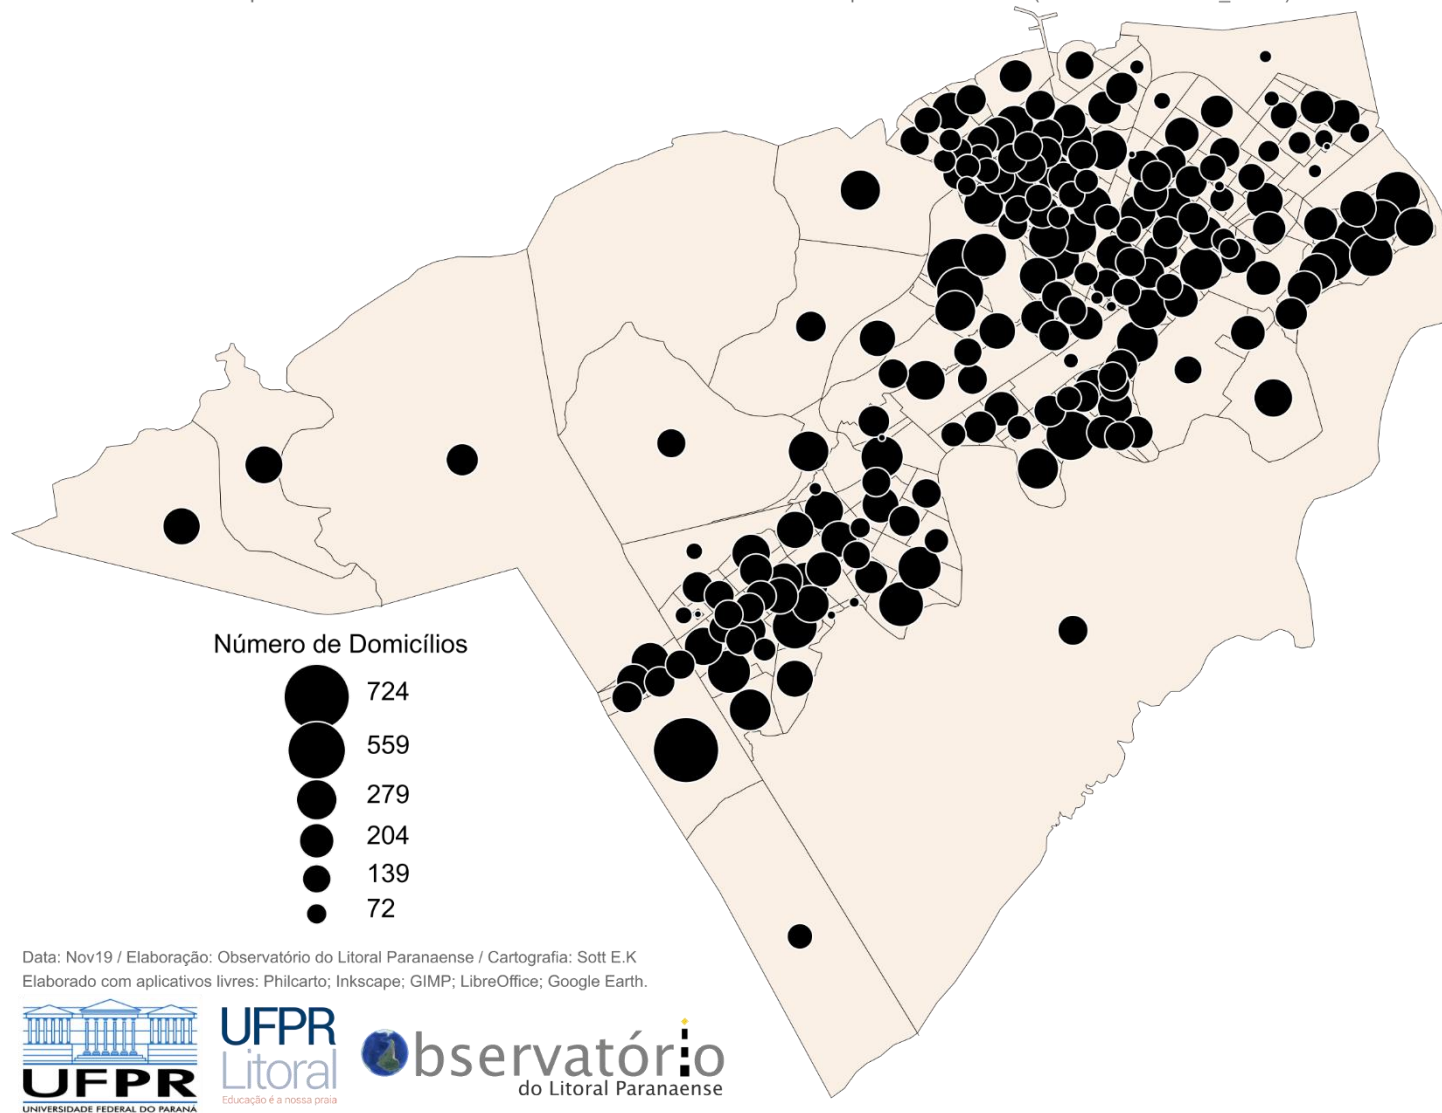 Número de Domicílios
724
559
279
204
139
72
Data: Nov19 / Elaboração: Observatório do Litoral Paranaense / Cartografia: Sott E.K
Elaborado com aplicativos livres: Philcarto; Inkscape; GIMP; LibreOffice; Google Earth.
UFPR
UNIVERSIDADE FEDERAL DO PARANÁ
UFPR
Litoral
Educação é a nossa praia
Observatório
do Litoral Paranaense